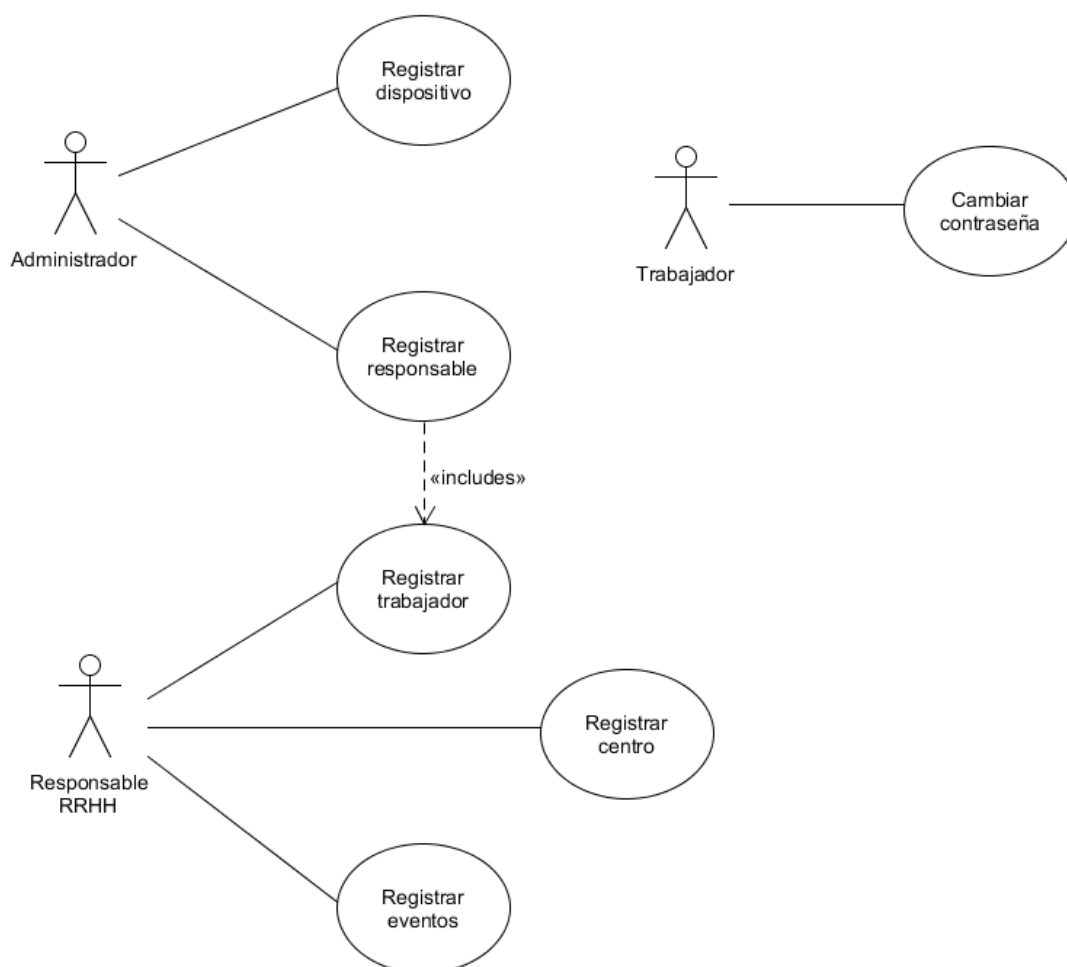 Registrar
dispositivo
Administrador
Trabajador
Cambiar
contraseña
Registrar
responsable
«includes»
Registrar
trabajador
Responsable
RRHH
Registrar
centro
Registrar
eventos